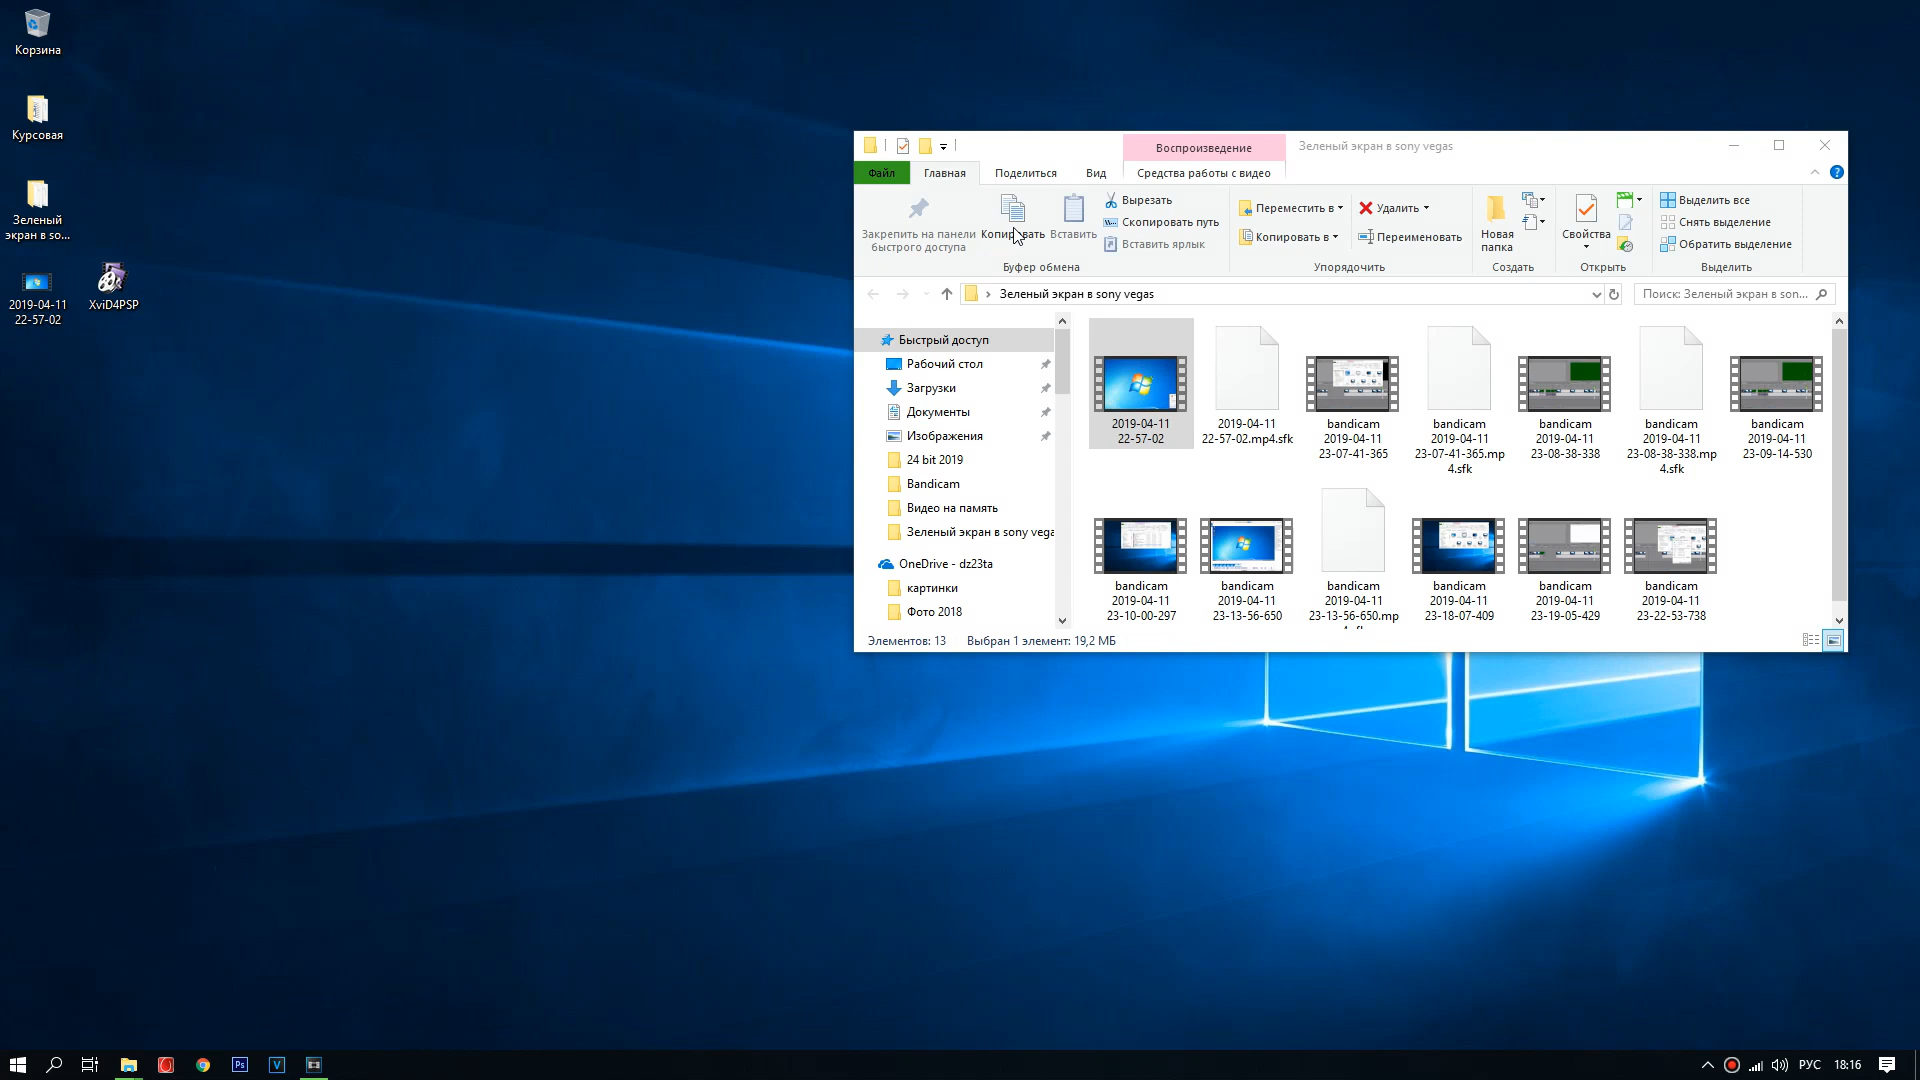 Корзина
Курсовая
Зеленый
экран в so...
2019-04-11
22-57-02
XviD4PSP
Воспроизведение
Зеленый экран в sony vegas
Файл
Главная
Поделиться
Вид
Средства работы с видео
Закрепить на панели
быстрого доступа
Копировать
Вставить
Вырезать
Скопировать путь
Вставить ярлык
Буфер обмена
Переместить в
Копировать в
Удалить
Переименовать
Упорядочить
Новая
папка
Создать
Свойства
Открыть
Выделить все
Снять выделение
Обратить выделение
Выделить
Зеленый экран в sony vegas
Поиск: Зеленый экран в son...
Быстрый доступ
Рабочий стол
Загрузки
Документы
Изображения
24 bit 2019
Bandicam
Видео на память
Зеленый экран в sony vega
OneDrive - dz23ta
картинки
Фото 2018
2019-04-11
22-57-02
2019-04-11
22-57-02.mp4.sfk
bandicam
2019-04-11
23-07-41-365
bandicam
2019-04-11
23-07-41-365.mp
4.sfk
bandicam
2019-04-11
23-08-38-338
bandicam
2019-04-11
23-08-38-338.mp
4.sfk
bandicam
2019-04-11
23-09-14-530
bandicam
2019-04-11
23-10-00-297
bandicam
2019-04-11
23-13-56-650
bandicam
2019-04-11
23-13-56-650.mp
bandicam
2019-04-11
23-18-07-409
bandicam
2019-04-11
23-19-05-429
bandicam
2019-04-11
23-22-53-738
Элементов: 13
Выбран 1 элемент: 19,2 МБ
Ps
V
РУС
18:16